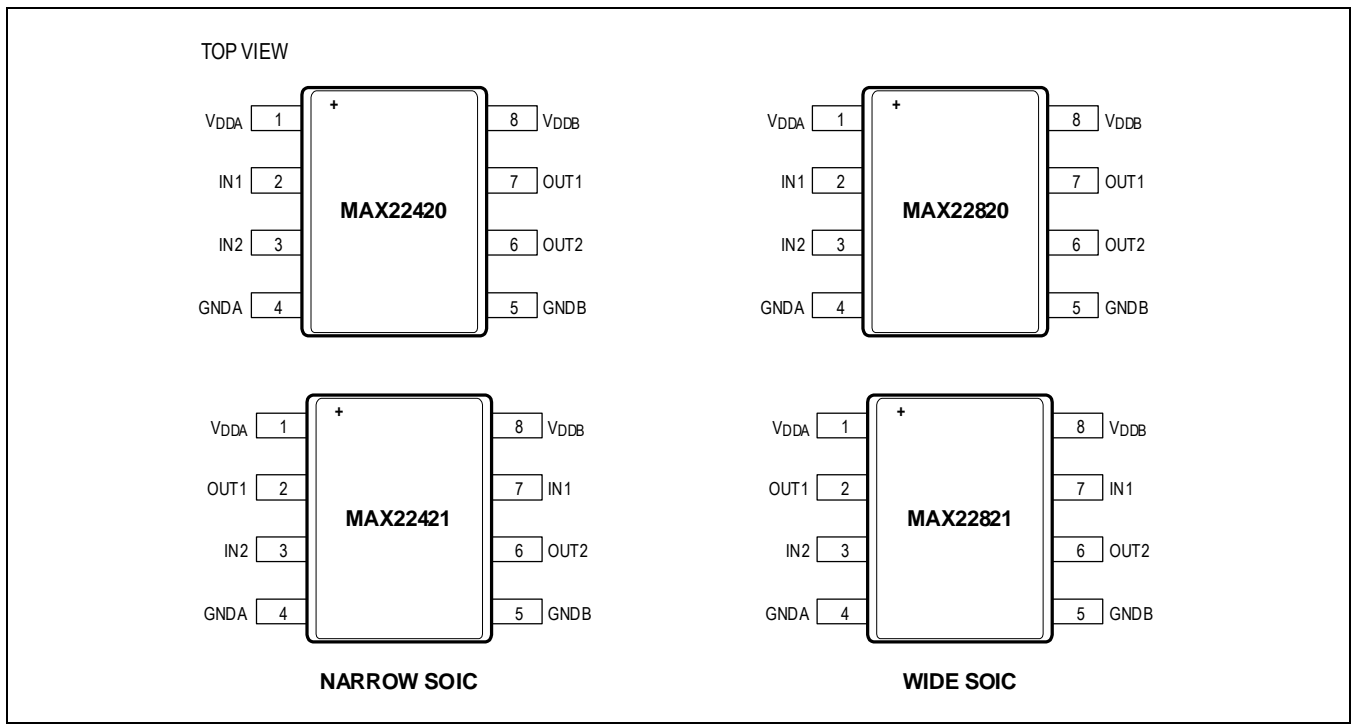 TOP VIEW
+
VDDA 1 8 VDDB
IN1 2 7 OUT1
MAX22420
IN2 3 6 OUT2
GNDA 4 5 GNDB
+
VDDA 1 8 VDDB
IN1 2 7 OUT1
MAX22820
IN2 3 6 OUT2
GNDA 4 5 GNDB
+
VDDA 1 8 VDDB
OUT1 2 7 IN1
MAX22421
IN2 3 6 OUT2
GNDA 4 5 GNDB
NARROW SOIC
+
VDDA 1 8 VDDB
OUT1 2 7 IN1
MAX22821
IN2 3 6 OUT2
GNDA 4 5 GNDB
WIDE SOIC